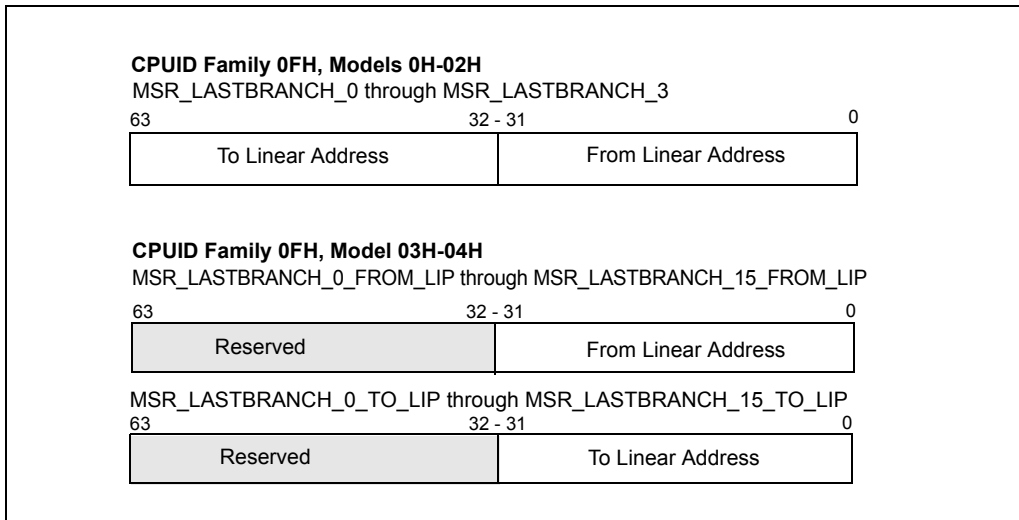 CPUID Family 0FH, Models 0H-02H
MSR_LASTBRANCH_0 through MSR_LASTBRANCH_3
63 32 - 31 0
To Linear Address From Linear Address
CPUID Family 0FH, Model 03H-04H
MSR_LASTBRANCH_0_FROM_LIP through MSR_LASTBRANCH_15_FROM_LIP
63 32 - 31 0
Reserved From Linear Address
MSR_LASTBRANCH_0_TO_LIP through MSR_LASTBRANCH_15_TO_LIP
63 32 - 31 0
Reserved To Linear Address